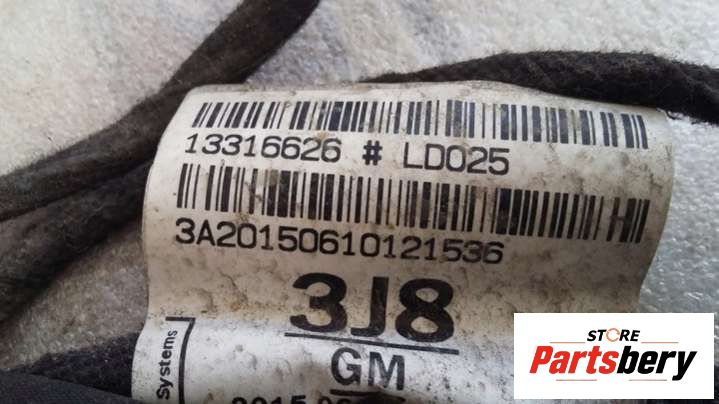 13316626 # LD025
3A20150610121536
3J8
GM
Systems
STORE
Partsbery